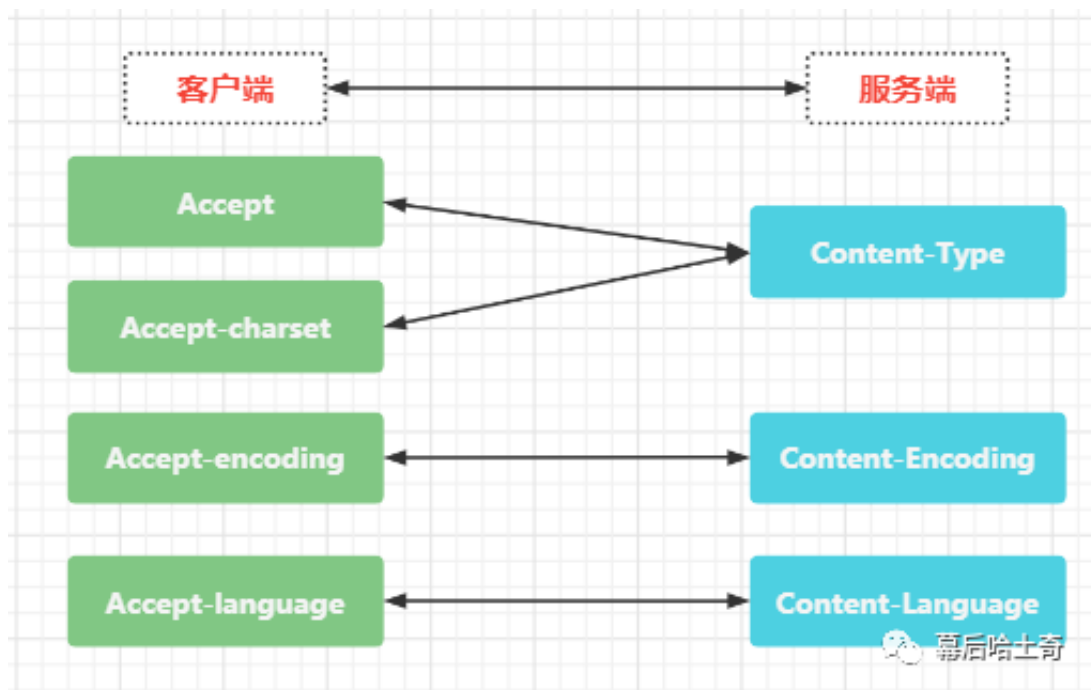 客户端
服务端
Accept
Content-Type
Accept-charset
Accept-encoding
Content-Encoding
Accept-language
Content-Language
幕后哈士奇